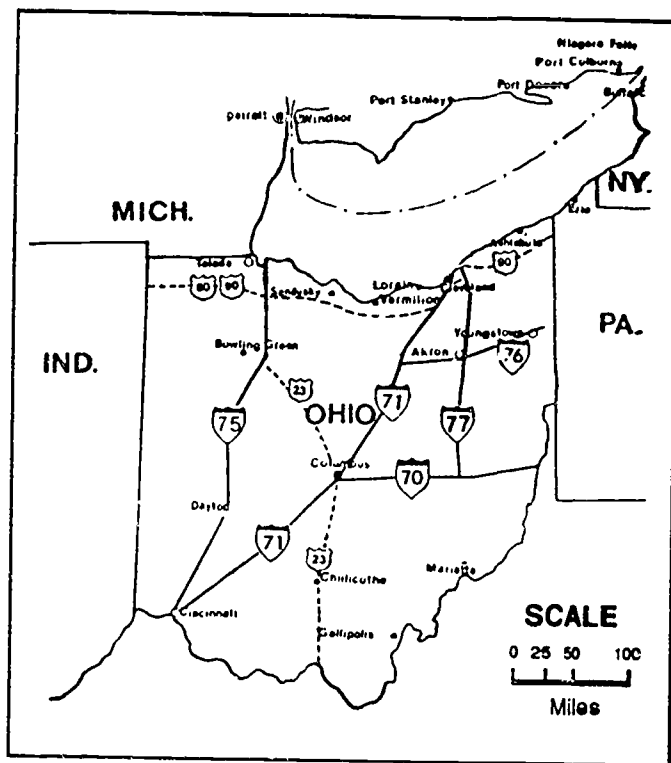 Niagara Falls
Port Colburne
Port Dover
Buffalo
Port Stanley
Detroit
Windsor
NY.
MICH.
Erie
Ashtabula
Toledo
90
80 90
Sandusky
Lorain
Cleveland
Vermilion
PA.
IND.
Bowling Green
Youngstown
Akron
76
23
OHIO
71
75
77
Columbus
70
Dayton
71
23
Chillicuthe
Marietta
Cincinnati
Gallipolis
SCALE
0 25 50 100
Miles